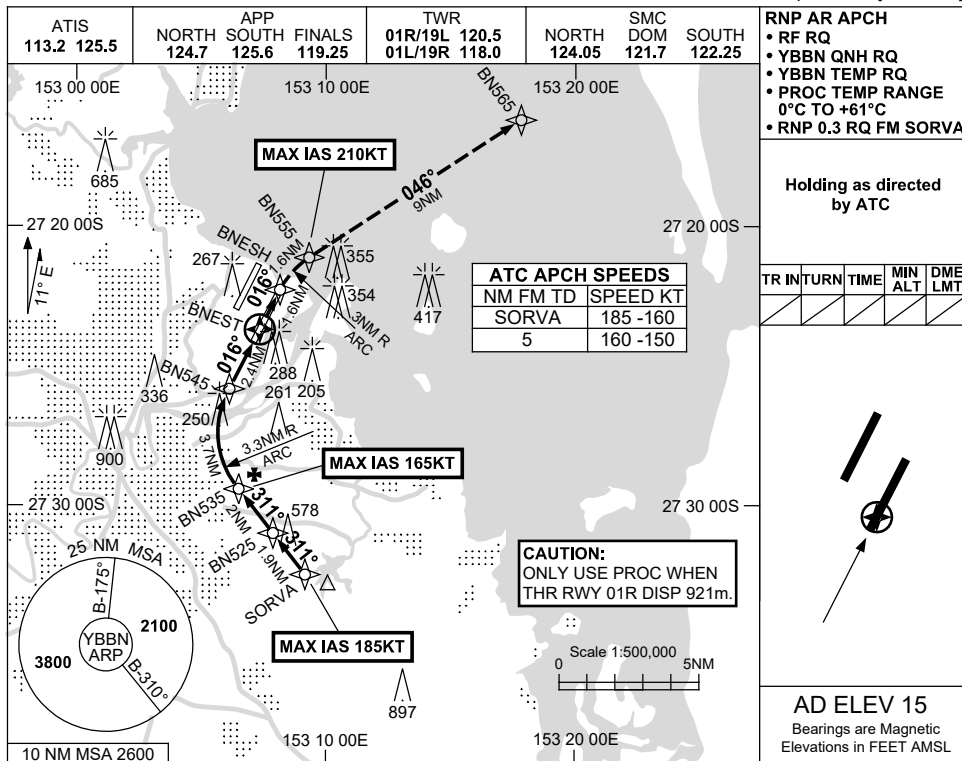 ATIS
113.2 125.5
APP
NORTH SOUTH FINALS
124.7 125.6 119.25
TWR
01R/19L 120.5
01L/19R 118.0
SMC
NORTH DOM SOUTH
124.05 121.7 122.25
RNP AR APCH
• RF RQ
• YBBN QNH RQ
• YBBN TEMP RQ
• PROC TEMP RANGE
0°C TO +61°C
• RNP 0.3 RQ FM SORVA
Holding as directed
by ATC
TR IN TURN TIME MIN ALT DME LMT
153 00 00E
153 10 00E
153 20 00E
BN565
MAX IAS 210KT
685
046°
9NM
27 20 00S
27 20 00S
11° E
BN555
BNESH
1.6NM
267
355
354
417
016°
1.6NM
BNEST
.3NM R
ARC
ATC APCH SPEEDS
NM FM TD SPEED KT
SORVA 185 -160
5 160 -150
016°
2.4NM
288
BN545
336
261
205
250
900
3.7NM
3.3NM R
ARC
MAX IAS 165KT
27 30 00S
27 30 00S
BN535
311°
2NM
578
BN525
311°
1.9NM
SORVA
CAUTION:
ONLY USE PROC WHEN
THR RWY 01R DISP 921m.
25 NM MSA
B-175°
2100
YBBN
ARP
3800
B-310°
MAX IAS 185KT
Scale 1:500,000
0 5NM
897
10 NM MSA 2600
153 10 00E
153 20 00E
AD ELEV 15
Bearings are Magnetic
Elevations in FEET AMSL